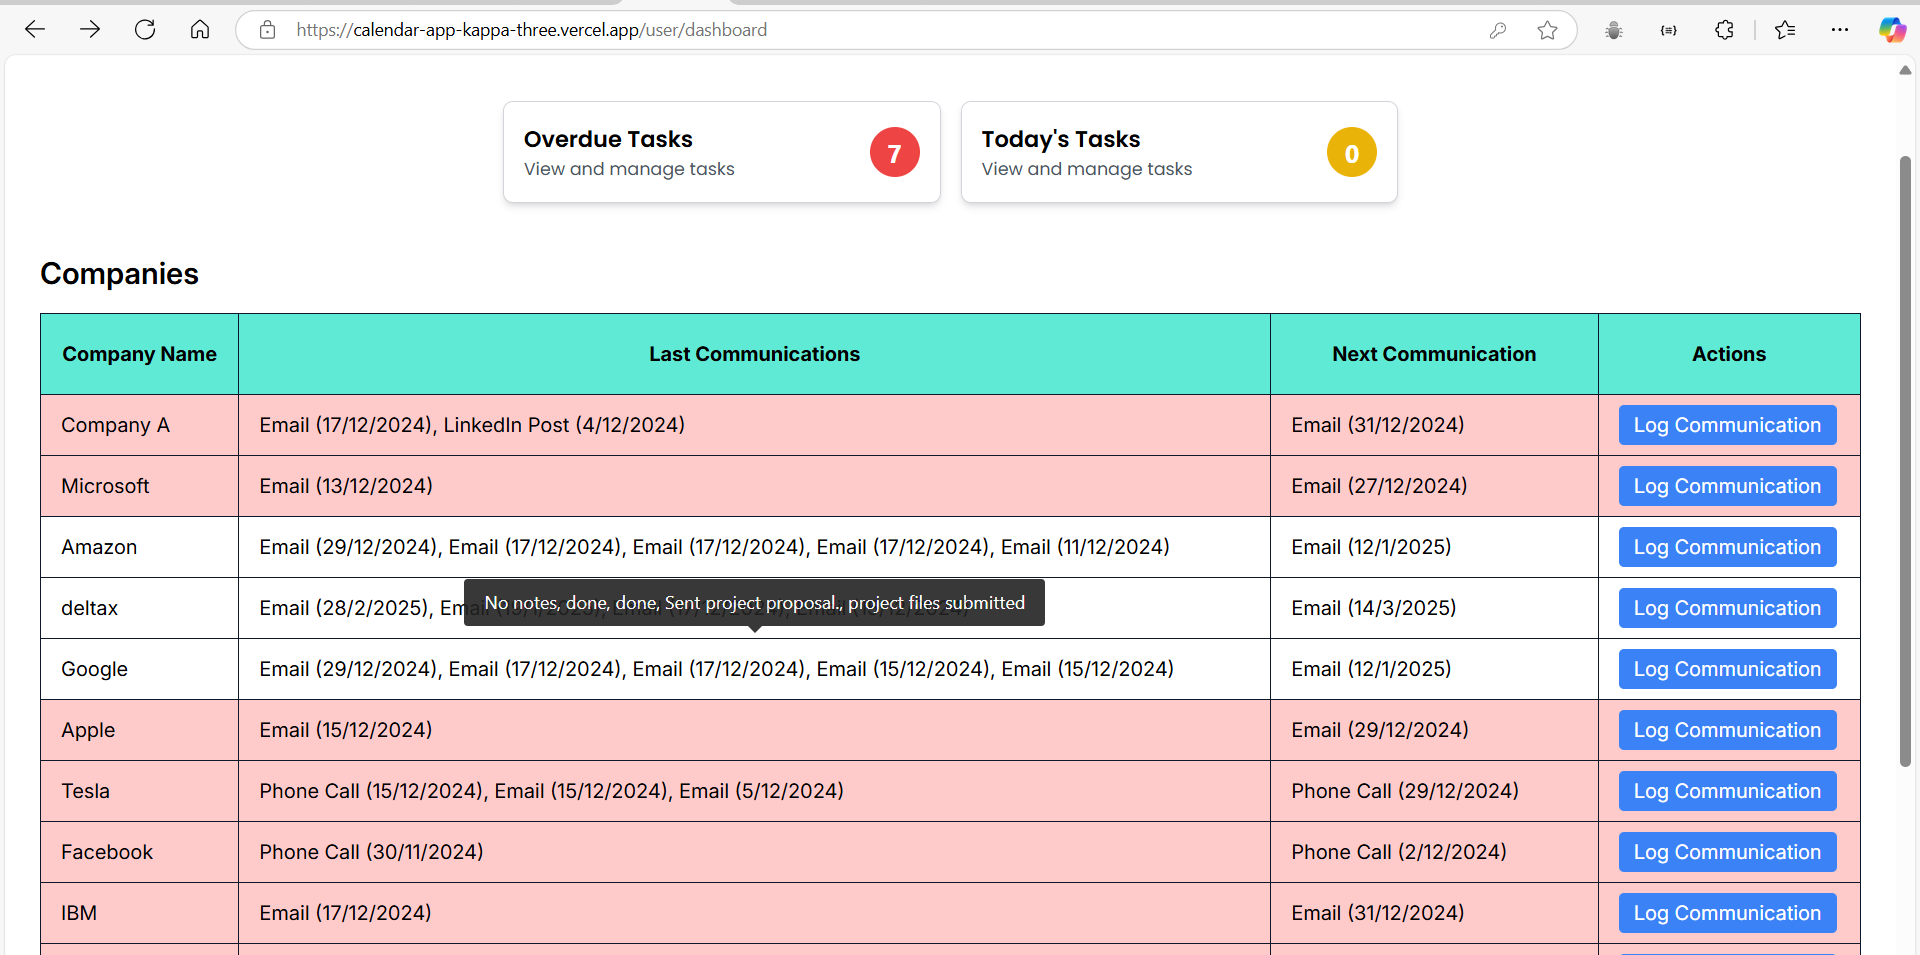 https://calendar-app-kappa-three.vercel.app/user/dashboard
Overdue Tasks
View and manage tasks
7
Today's Tasks
View and manage tasks
0
Companies
Company Name Last Communications Next Communication Actions
Company A Email (17/12/2024), LinkedIn Post (4/12/2024) Email (31/12/2024) Log Communication
Microsoft Email (13/12/2024) Email (27/12/2024) Log Communication
Amazon Email (29/12/2024), Email (17/12/2024), Email (17/12/2024), Email (17/12/2024), Email (11/12/2024) Email (12/1/2025) Log Communication
No notes, done, done, Sent project proposal., project files submitted
deltax Email (28/2/2025), Email (14/3/2025) Log Communication
Google Email (29/12/2024), Email (17/12/2024), Email (17/12/2024), Email (15/12/2024), Email (15/12/2024) Email (12/1/2025) Log Communication
Apple Email (15/12/2024) Email (29/12/2024) Log Communication
Tesla Phone Call (15/12/2024), Email (15/12/2024), Email (5/12/2024) Phone Call (29/12/2024) Log Communication
Facebook Phone Call (30/11/2024) Phone Call (2/12/2024) Log Communication
IBM Email (17/12/2024) Email (31/12/2024) Log Communication